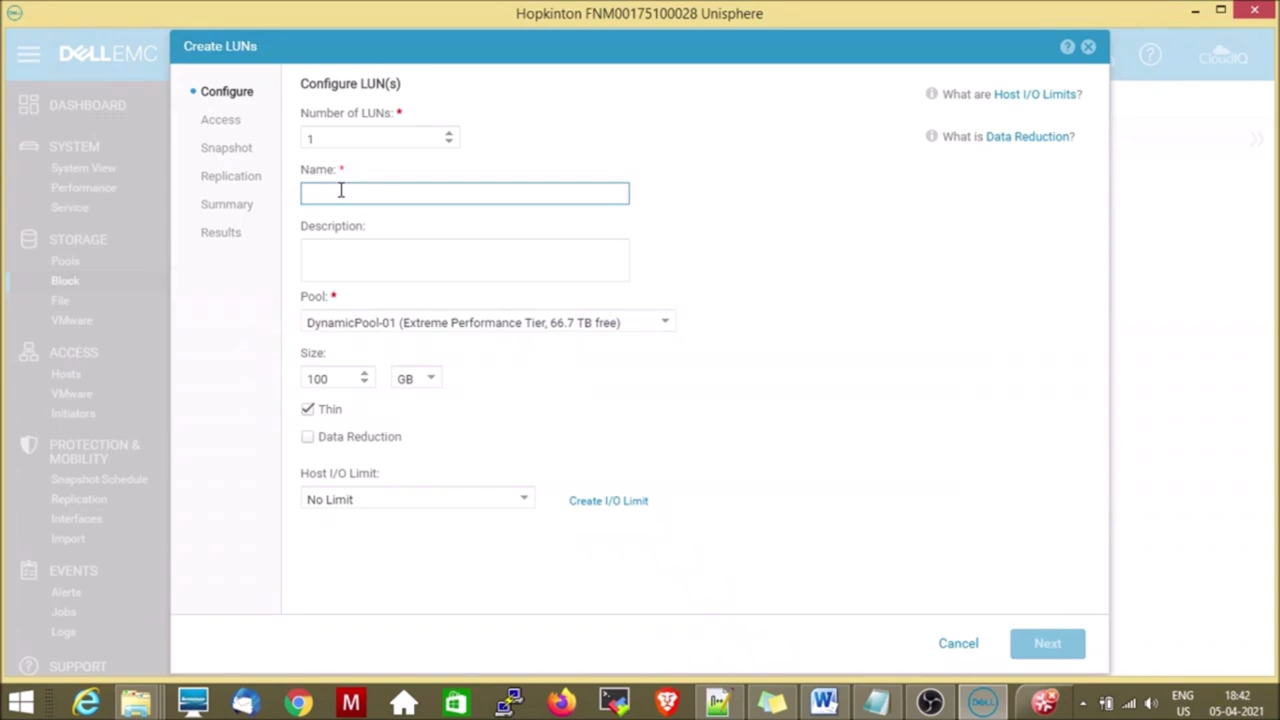 Hopkinton FNM00175100028 Unisphere
DELLEMC
CloudIQ
DASHBOARD
SYSTEM
System View
Performance
Service
STORAGE
Pools
Block
File
VMware
ACCESS
Hosts
VMware
Initiators
PROTECTION &
MOBILITY
Snapshot Schedule
Replication
Interfaces
Import
EVENTS
Alerts
Jobs
Logs
SUPPORT
Create LUNs
Configure
Access
Snapshot
Replication
Summary
Results
Configure LUN(s)
Number of LUNs: *
1
Name: *
Description:
Pool: *
DynamicPool-01 (Extreme Performance Tier, 66.7 TB free)
Size:
100 GB
Thin
Data Reduction
Host I/O Limit:
No Limit Create I/O Limit
What are Host I/O Limits?
What is Data Reduction?
Cancel Next
ENG 18:42
US 05-04-2021